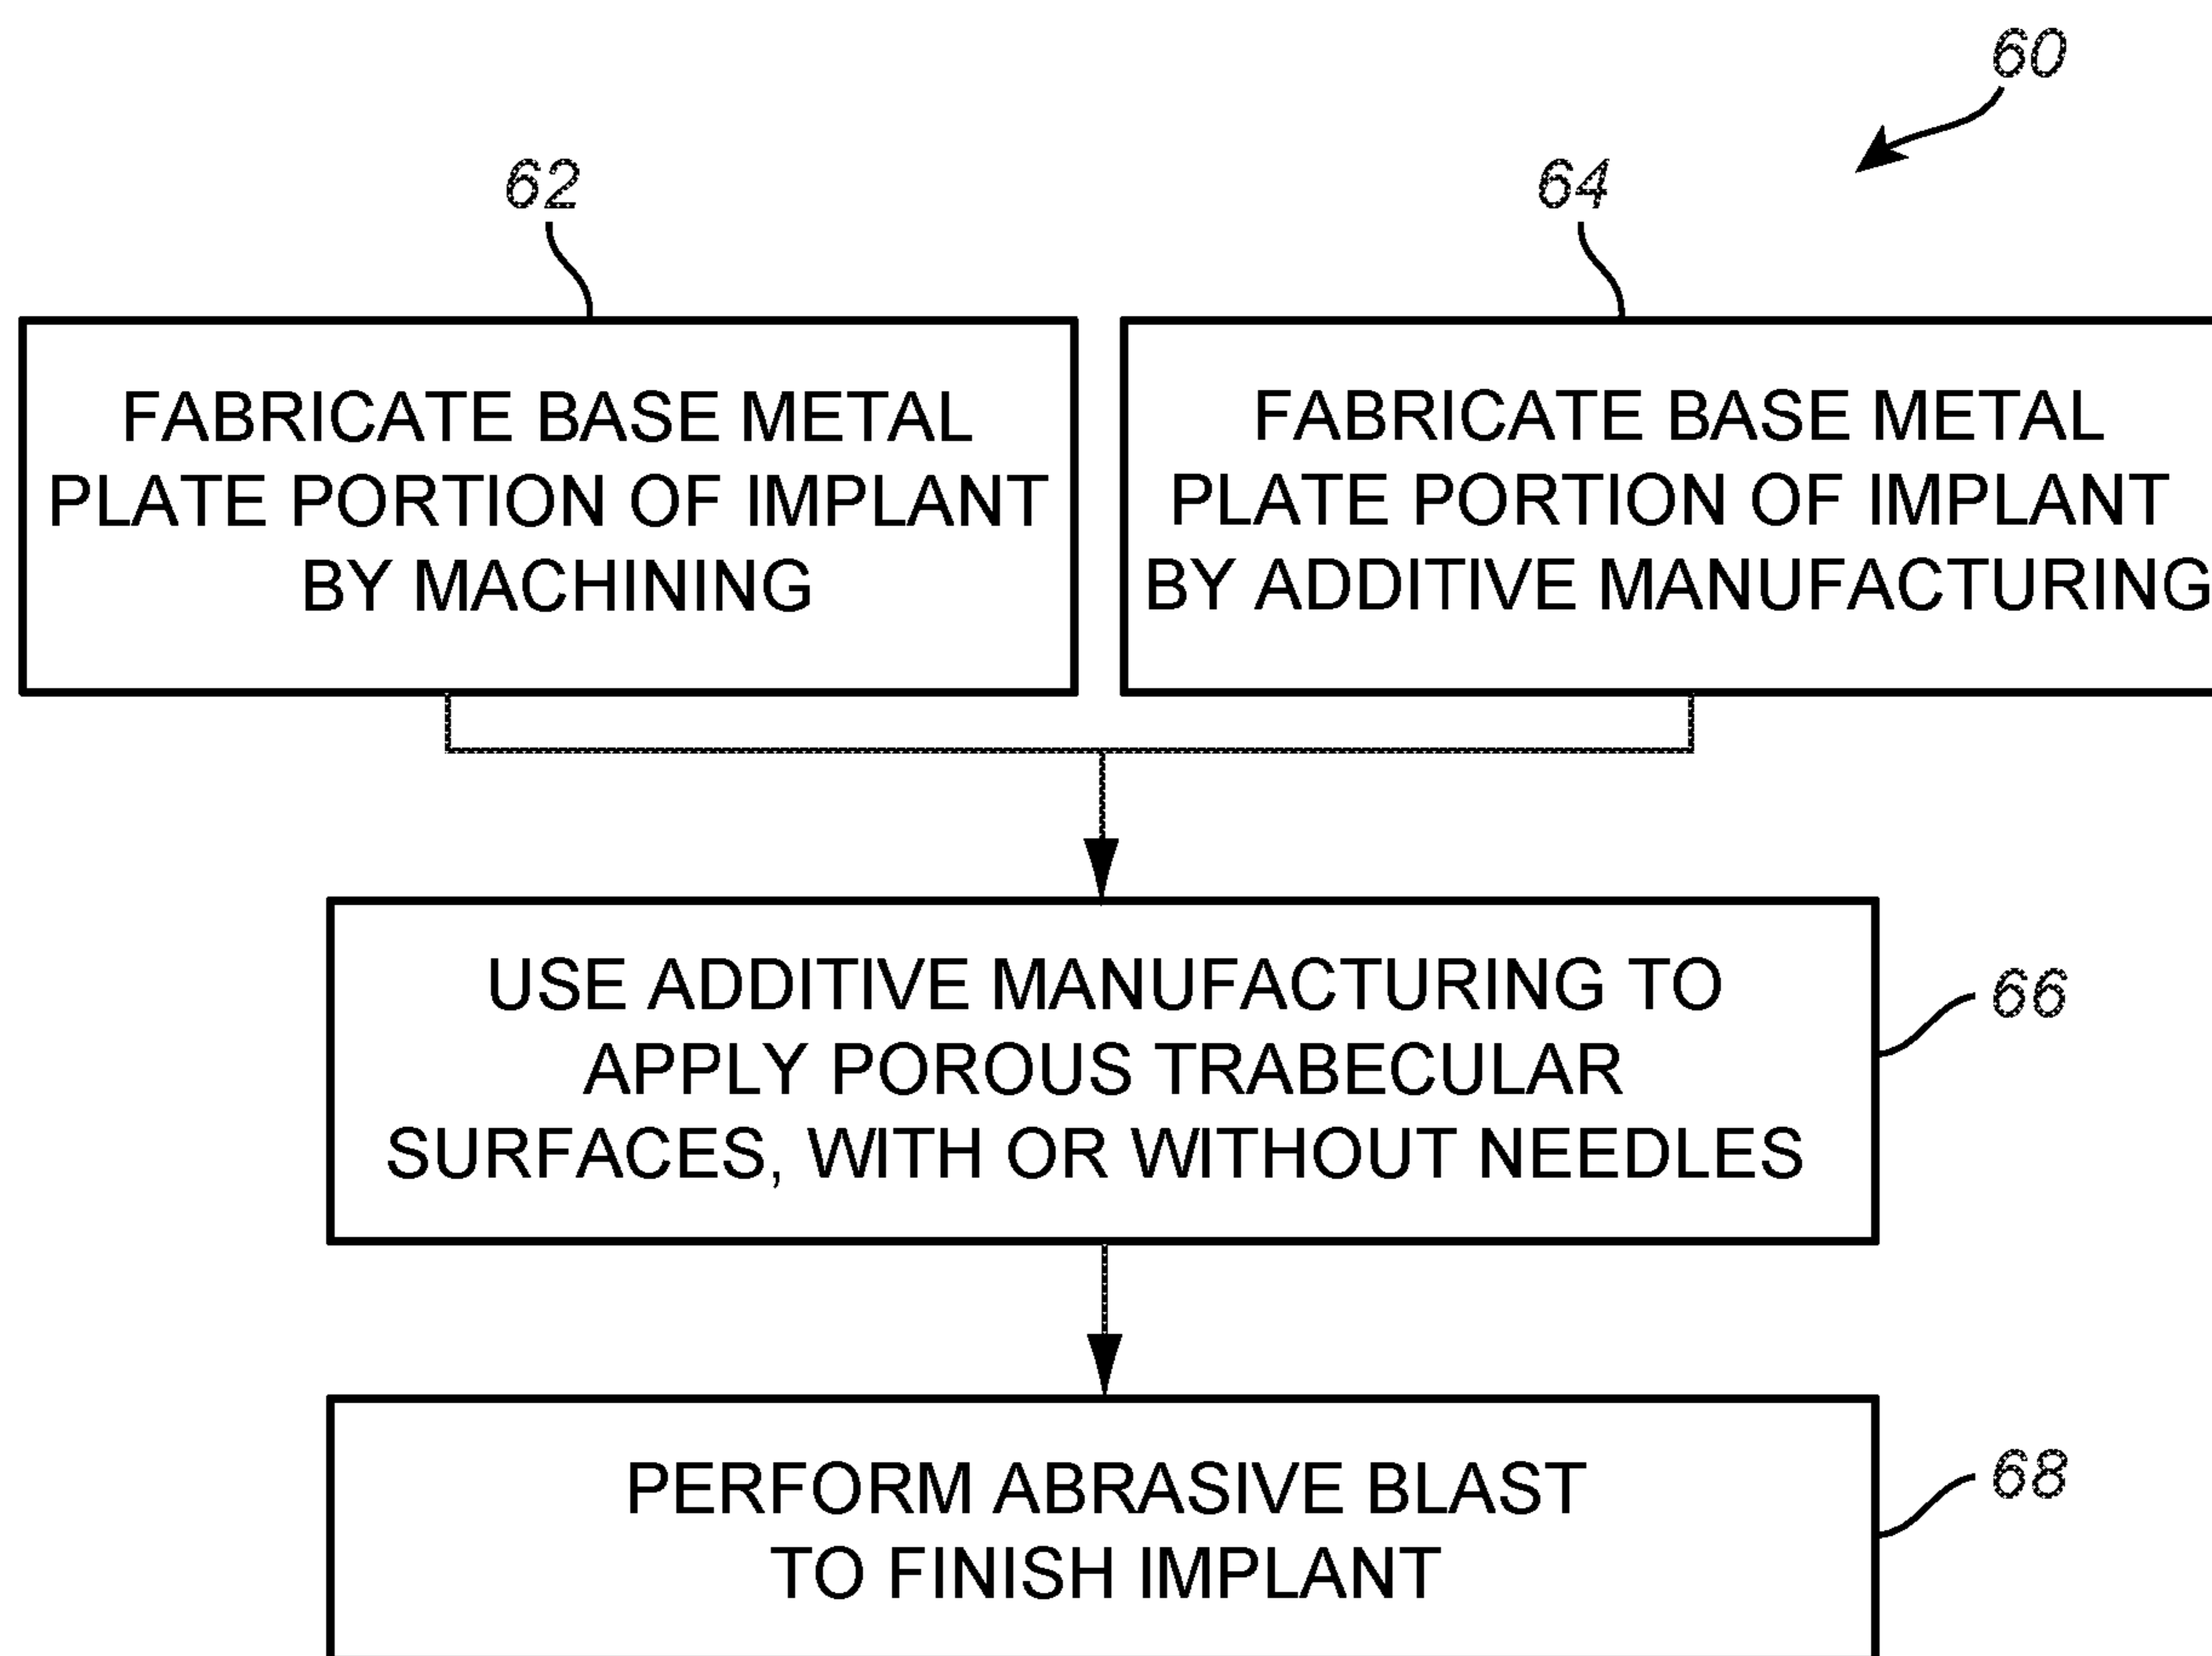 60
62
64
FABRICATE BASE METAL
PLATE PORTION OF IMPLANT
BY MACHINING
FABRICATE BASE METAL
PLATE PORTION OF IMPLANT
BY ADDITIVE MANUFACTURING
USE ADDITIVE MANUFACTURING TO
APPLY POROUS TRABECULAR
SURFACES, WITH OR WITHOUT NEEDLES
66
PERFORM ABRASIVE BLAST
TO FINISH IMPLANT
68